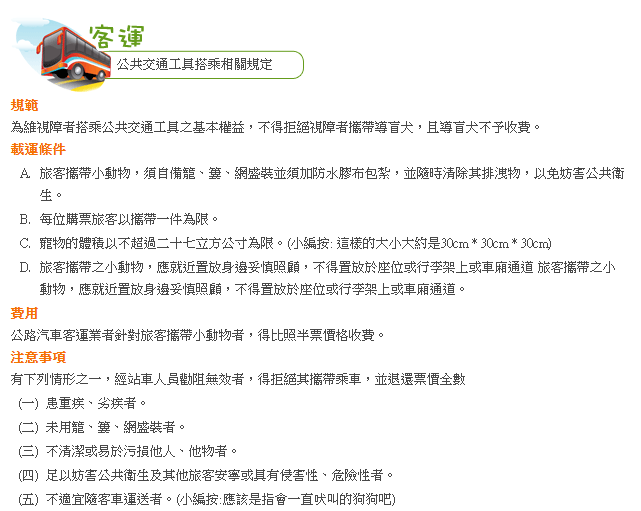 客運
公共交通工具搭乘相關規定
規範
為維視障者搭乘公共交通工具之基本權益，不得拒絕視障者攜帶導盲犬，且導盲犬不予收費。
載運條件
A. 旅客攜帶小動物，須自備籠、簍、網盛裝並須加防水膠布包紮，並隨時清除其排洩物，以免妨害公共衛
生。
B. 每位購票旅客以攜帶一件為限。
C. 寵物的體積以不超過二十七立方公寸為限。(小編按: 這樣的大小大約是30cm * 30cm * 30cm)
D. 旅客攜帶之小動物，應就近置放身邊妥慎照顧，不得置放於座位或行李架上或車廂通道 旅客攜帶之小
動物，應就近置放身邊妥慎照顧，不得置放於座位或行李架上或車廂通道。
費用
公路汽車客運業者針對旅客攜帶小動物者，得比照半票價格收費。
注意事項
有下列情形之一，經站車人員勸阻無效者，得拒絕其攜帶乘車，並退還票價全數
(一) 患重疾、劣疾者。
(二) 未用籠、簍、網盛裝者。
(三) 不清潔或易於污損他人、他物者。
(四) 足以妨害公共衛生及其他旅客安寧或具有侵害性、危險性者。
(五) 不適宜隨客車運送者。(小編按:應該是指會一直吠叫的狗狗吧)